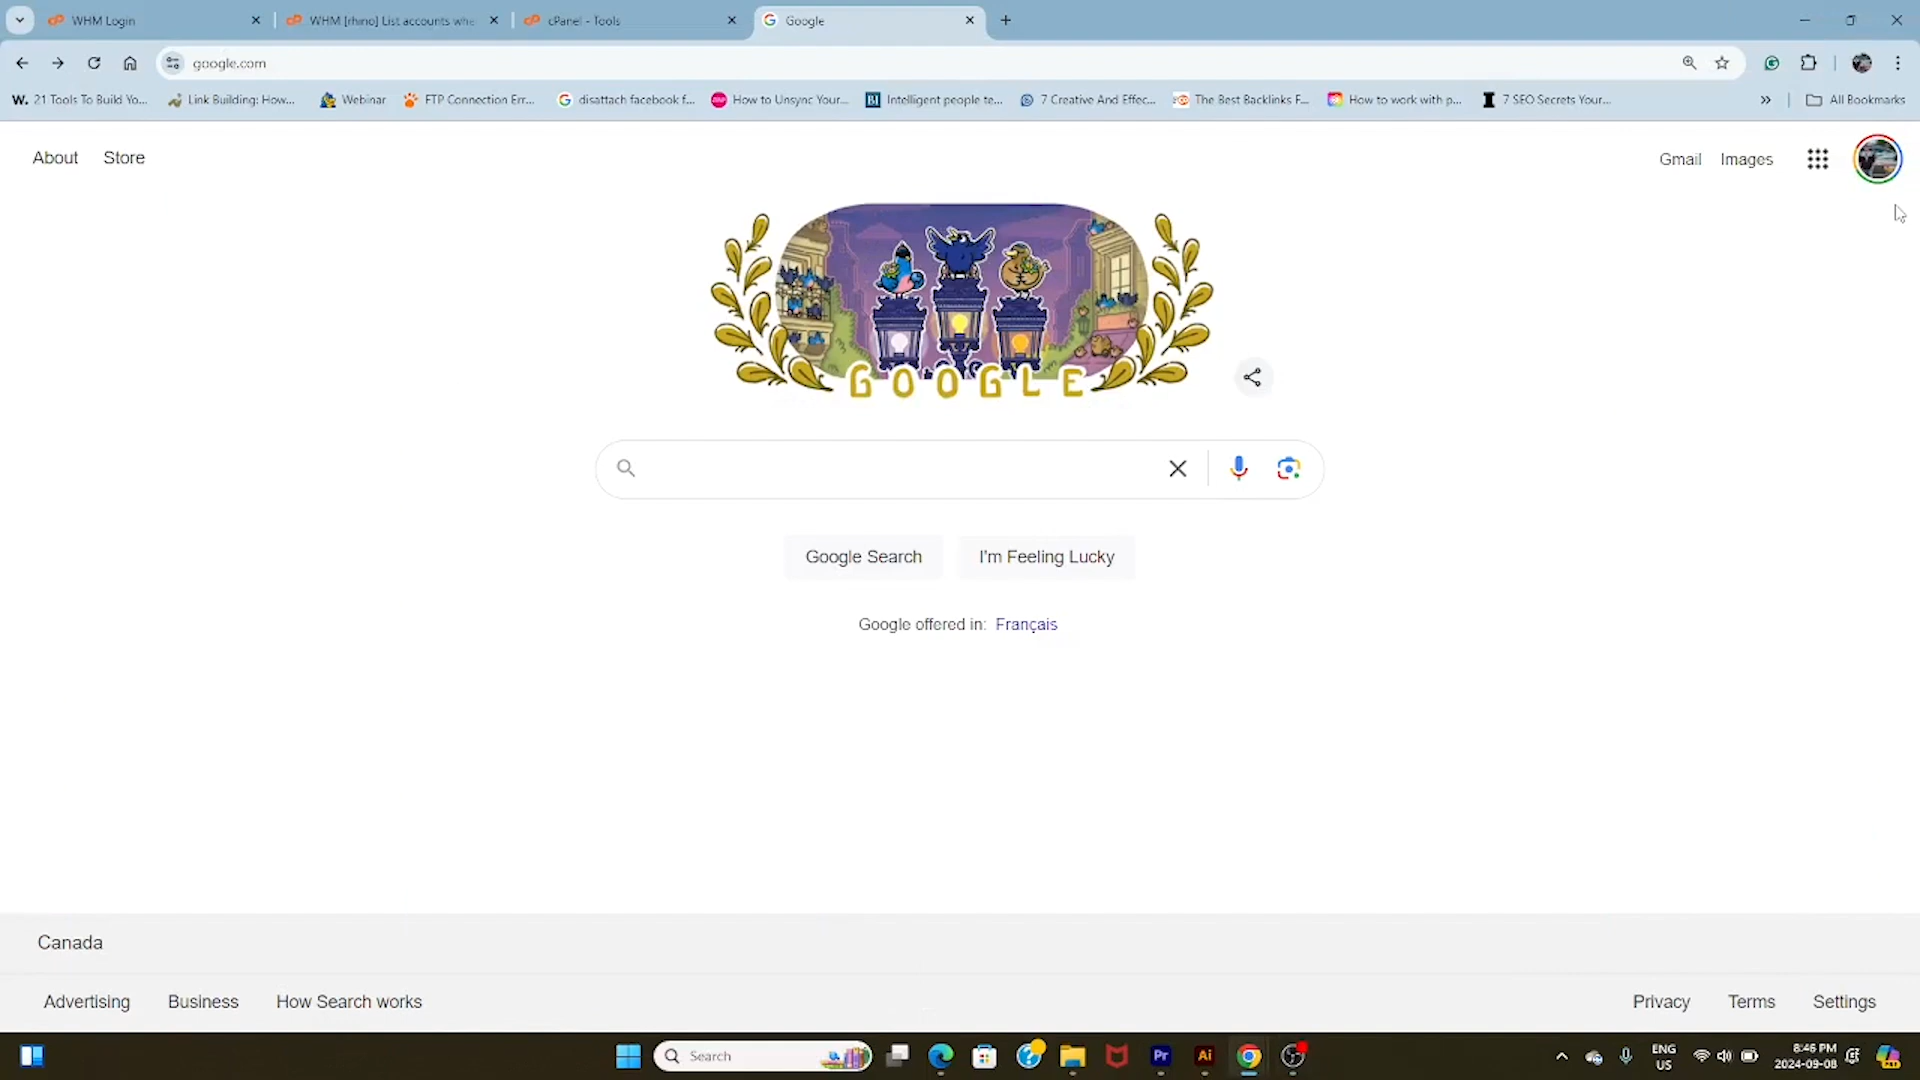 WHM Login
WHM [rhino] List accounts whe
cPanel - Tools
Google
google.com
W. 21 Tools To Build Yo...
Link Building: How...
Webinar
FTP Connection Err...
disattach facebook f...
How to Unsync Your...
BI Intelligent people te...
7 Creative And Effec...
The Best Backlinks F...
How to work with p...
7 SEO Secrets Your...
All Bookmarks
About
Store
Gmail
Images
GOOGLE
Google Search
I'm Feeling Lucky
Google offered in: Français
Canada
Advertising
Business
How Search works
Privacy
Terms
Settings
Search
Pr
Ai
ENG
US
8:46 PM
2024-09-08